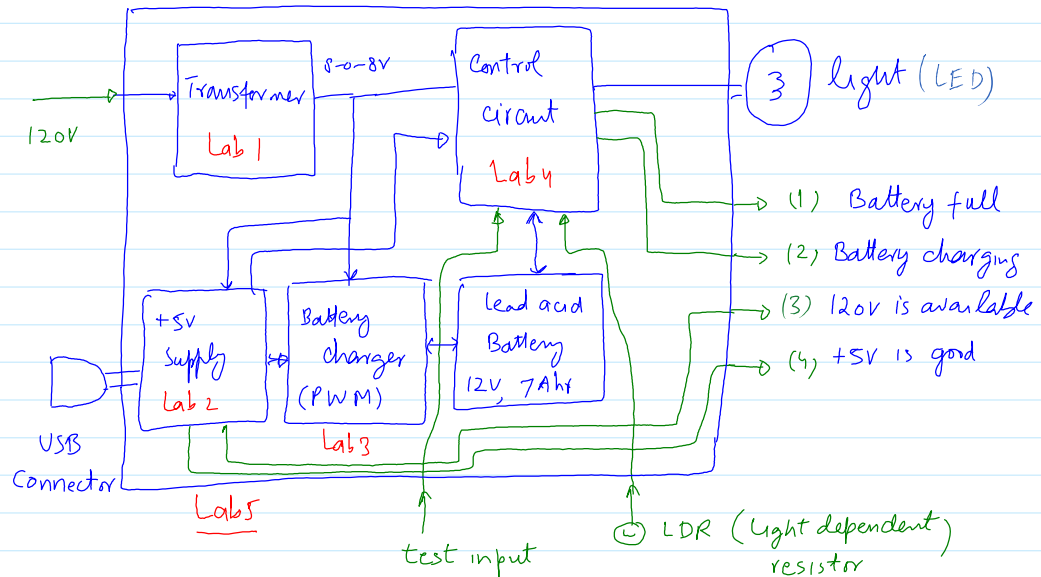 120V
Transformer
Lab 1
8-0-8V
Control
circuit
Lab 4
3
light (LED)
(1) Battery full
(2) Battery charging
(3) 120V is available
(4) +5V is good
+5V
Supply
Lab 2
Battery
charger
(PWM)
Lab 3
Lead acid
Battery
12V, 7Ahr
USB
Connector
Lab 5
test input
LDR (light dependent)
resistor